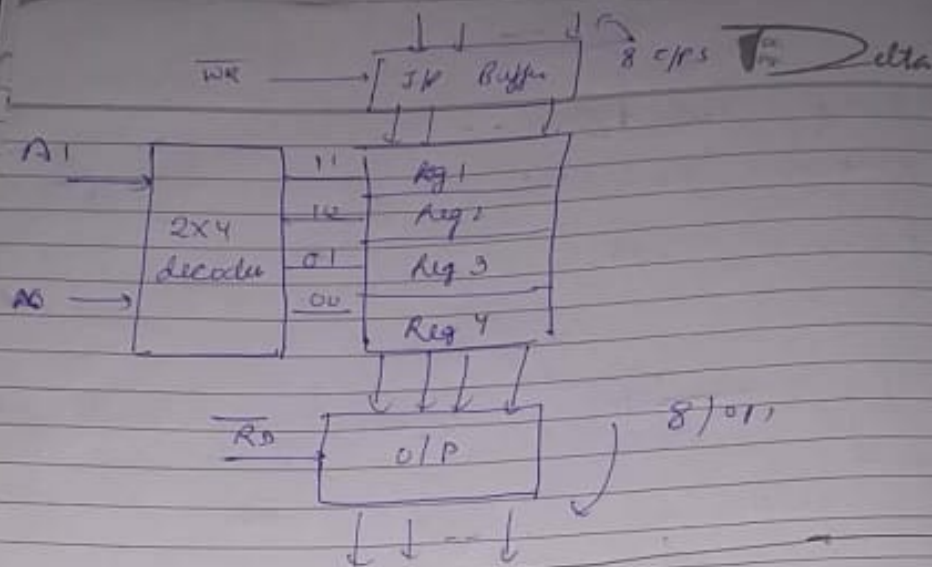 8 c/ps Delta
WR I/P Buffer
A1 11 Reg 1
2x4 10 Reg 2
decoder 01 Reg 3
A0 00
Reg 4
RD O/P